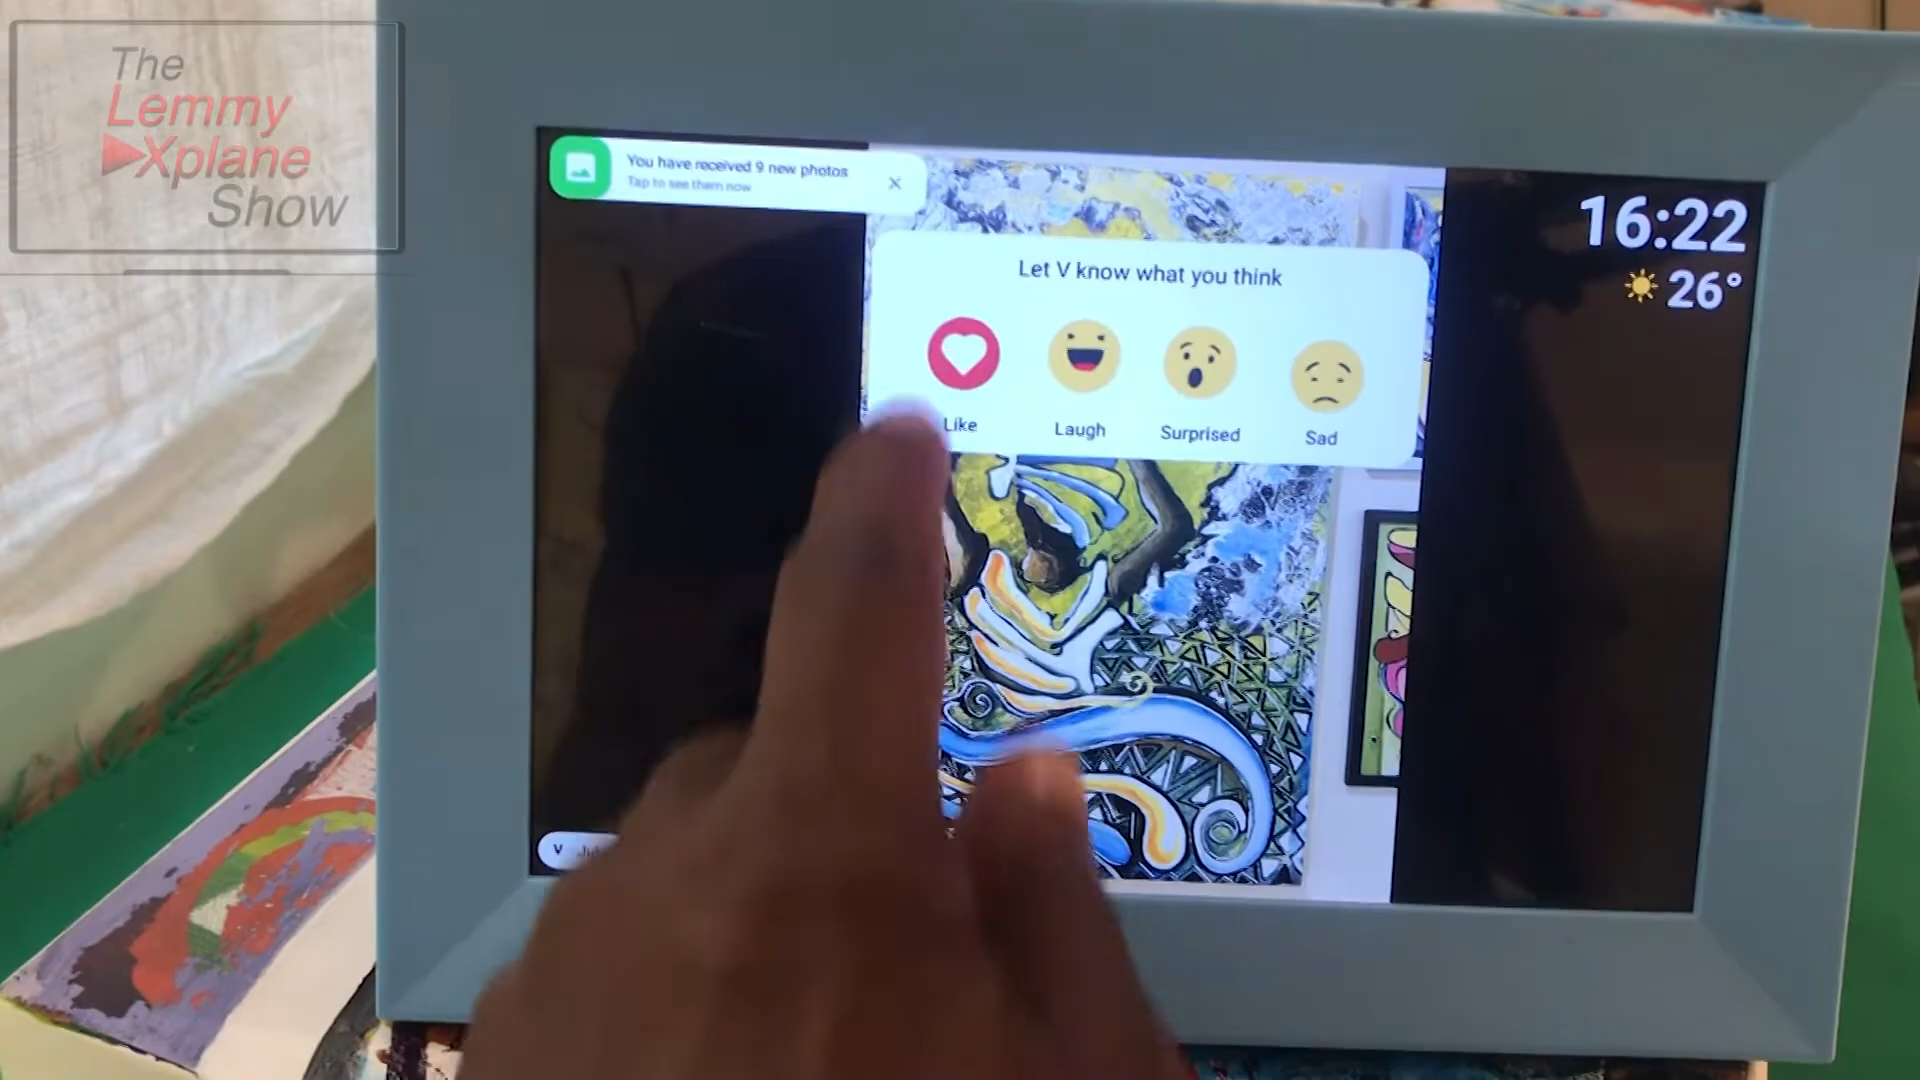 The
Lemmy
Xplane
Show
You have received 9 new photos
Tap to see them now
16:22
26°
Let V know what you think
Like
Laugh
Surprised
Sad
V